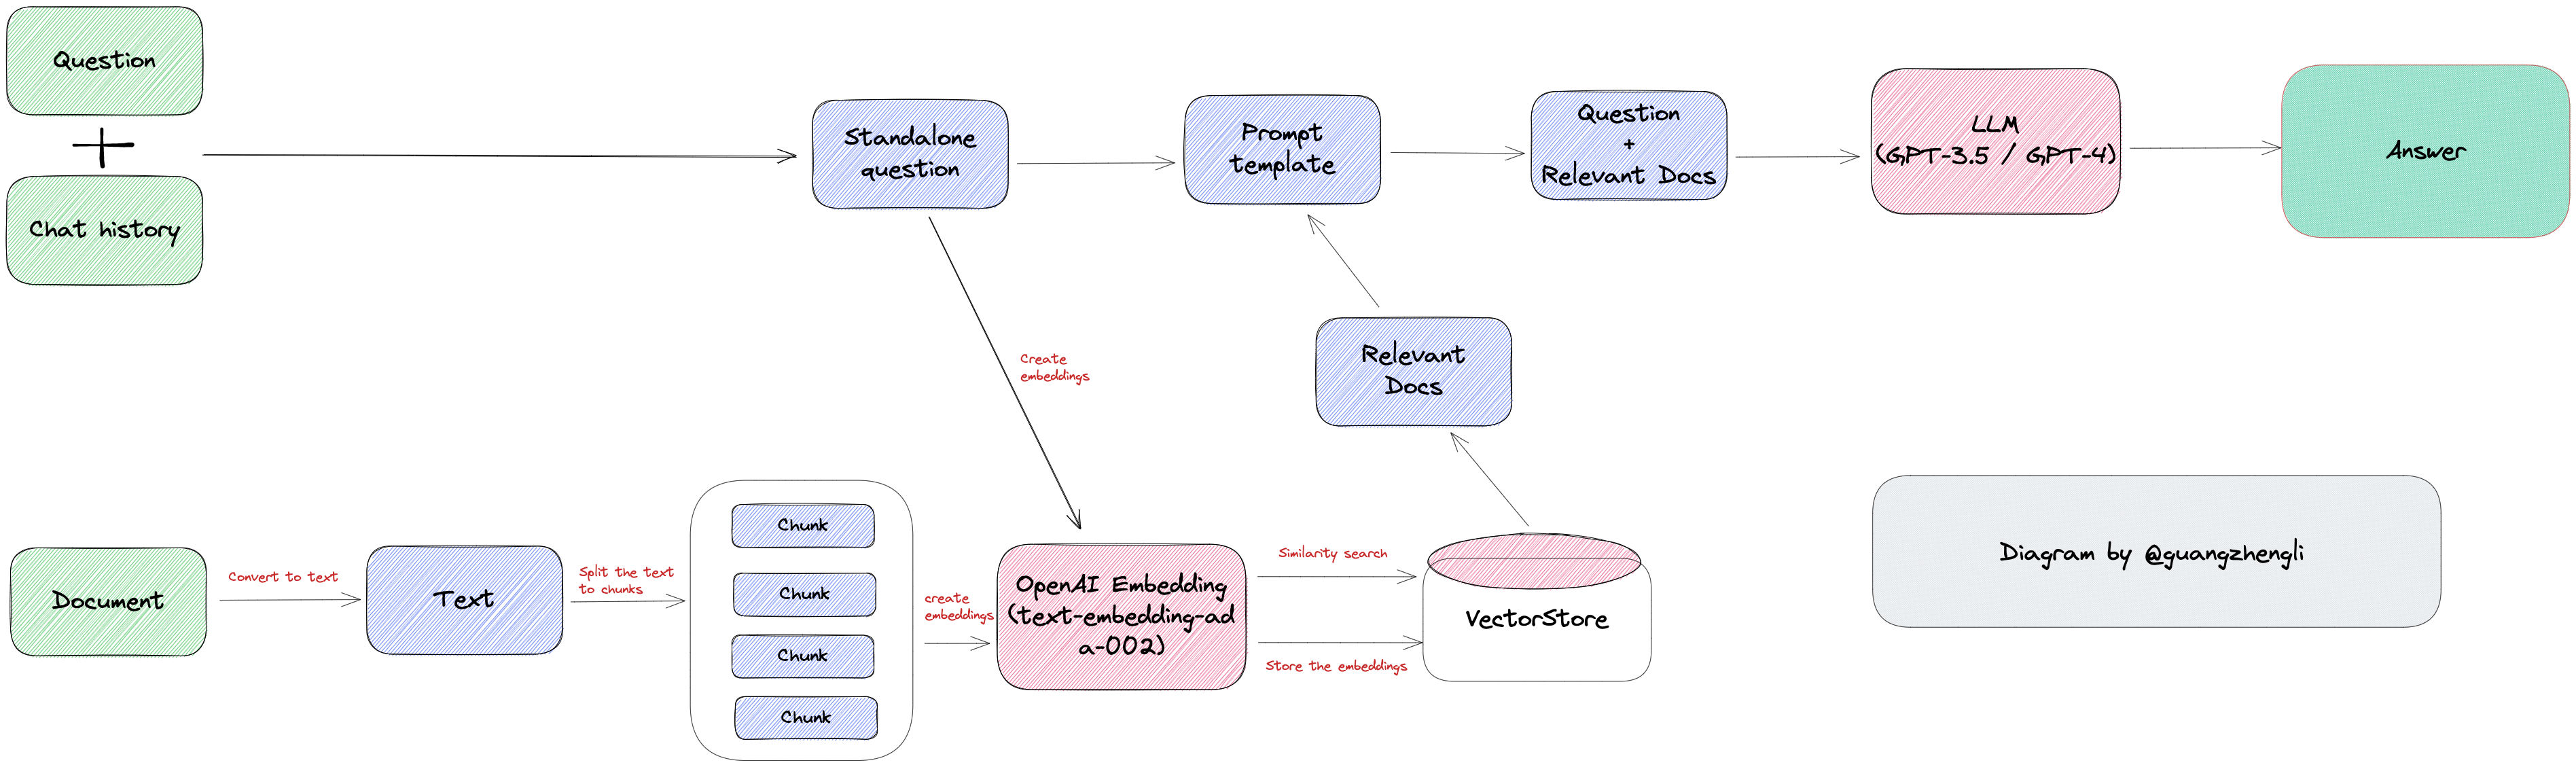 Question
+
Chat history
Standalone
question
Prompt
template
Question
+
Relevant Docs
LLM
(GPT-3.5 / GPT-4)
Answer
Create
embeddings
Relevant
Docs
Document
Convert to text
Text
Split the text
to chunks
Chunk
Chunk
Chunk
Chunk
create
embeddings
OpenAI Embedding
(text-embedding-ad
a-002)
Similarity search
Store the embeddings
VectorStore
Diagram by @guangzhengli